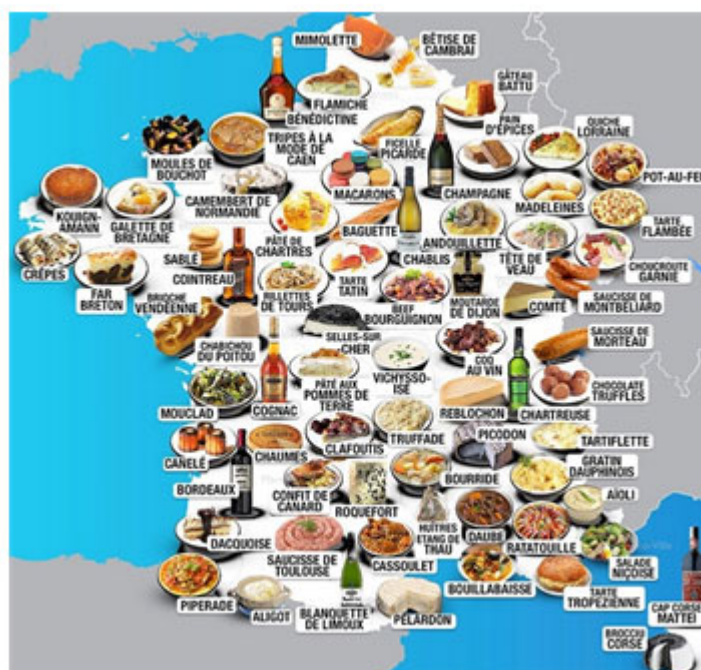 MIMOLETTE
BÊTISE DE
CAMBRAI
FLAMICHE
BÉNÉDICTINE
GÂTEAU
BATTU
MOULES DE
BOUCHOT
TRIPES À LA
MODE DE
CAEN
FICELLE
PICARDE
PAIN
D'ÉPICES
QUICHE
LORRAINE
POT-AU-FEU
KOUIGN-
AMANN
GALETTE DE
BRETAGNE
CAMEMBERT DE
NORMANDIE
MACARONS
CHAMPAGNE
MADELEINES
TARTE
FLAMBÉE
CRÊPES
SABLÉ
PÂTÉ DE
CHARTRES
BAGUETTE
CHABLIS
ANDOUILLETTE
TÊTE DE
VEAU
CHOUCROUTE
GARNIE
FAR
BRETON
COINTREAU
RILLETTES
DE TOURS
TARTE
TATIN
BEEF
BOURGUIGNON
MOUTARDE
DE DIJON
COMTÉ
SAUCISSE DE
MONTBÉLIARD
BRIOCHE
VENDÉENNE
CHABICHOU
DU POITOU
SELLES-SUR
CHER
VICHYSSO-
ISE
COQ
AU VIN
SAUCISSE DE
MORTEAU
MOUCLAD
COGNAC
PÂTÉ AUX
POMMES DE
TERRE
REBLOCHON
CHARTREUSE
CHOCOLATE
TRUFFLES
CANELÉ
CHAUMES
CLAFOUTIS
TRUFFADE
PICODON
TARTIFLETTE
BORDEAUX
CONFIT DE
CANARD
ROQUEFORT
BOURRIDE
GRATIN
DAUPHINOIS
AÏOLI
DACQUOISE
SAUCISSE DE
TOULOUSE
CASSOULET
HUÎTRES
ETANG DE
THAU
DAUBE
RATATOUILLE
SALADE
NIÇOISE
PIPERADE
ALIGOT
BLANQUETTE
DE LIMOUX
PÉLARDON
BOUILLABAISSE
TARTE
TROPÉZIENNE
CAP CORSE
MATTEI
BROCCIU
CORSE